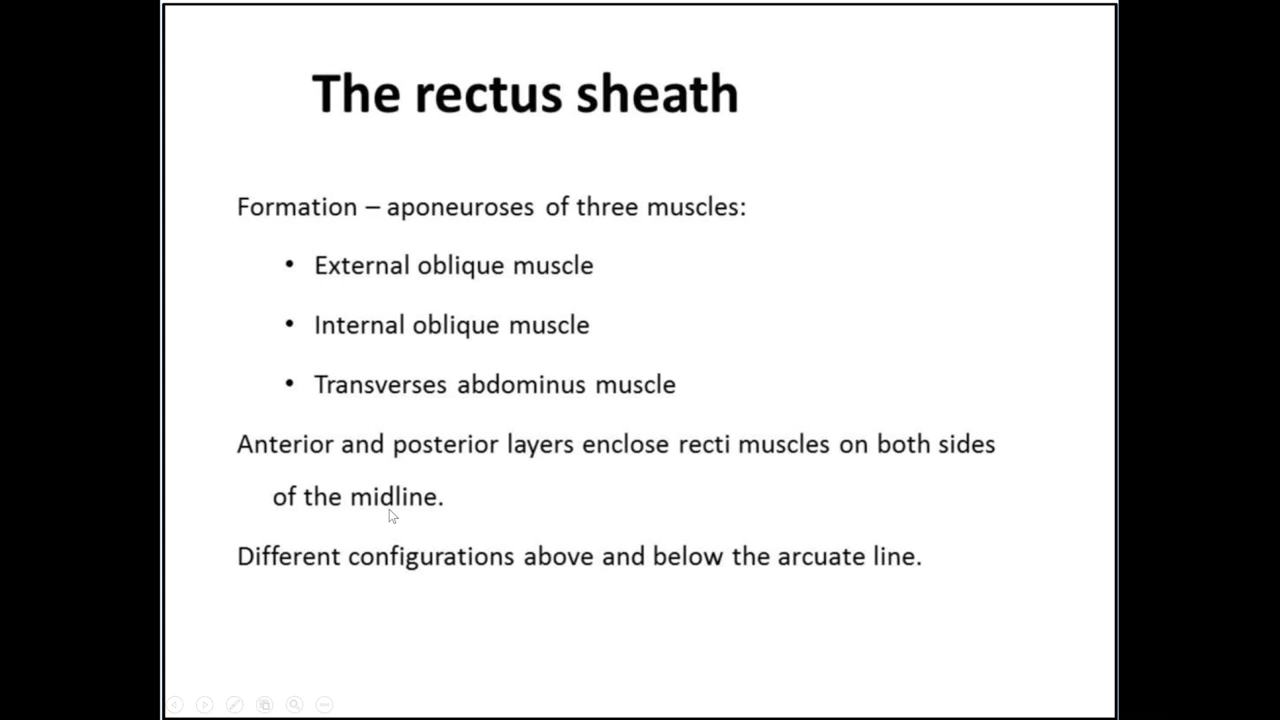 The rectus sheath
Formation – aponeuroses of three muscles:
• External oblique muscle
• Internal oblique muscle
• Transverses abdominus muscle
Anterior and posterior layers enclose recti muscles on both sides
of the midline.
Different configurations above and below the arcuate line.